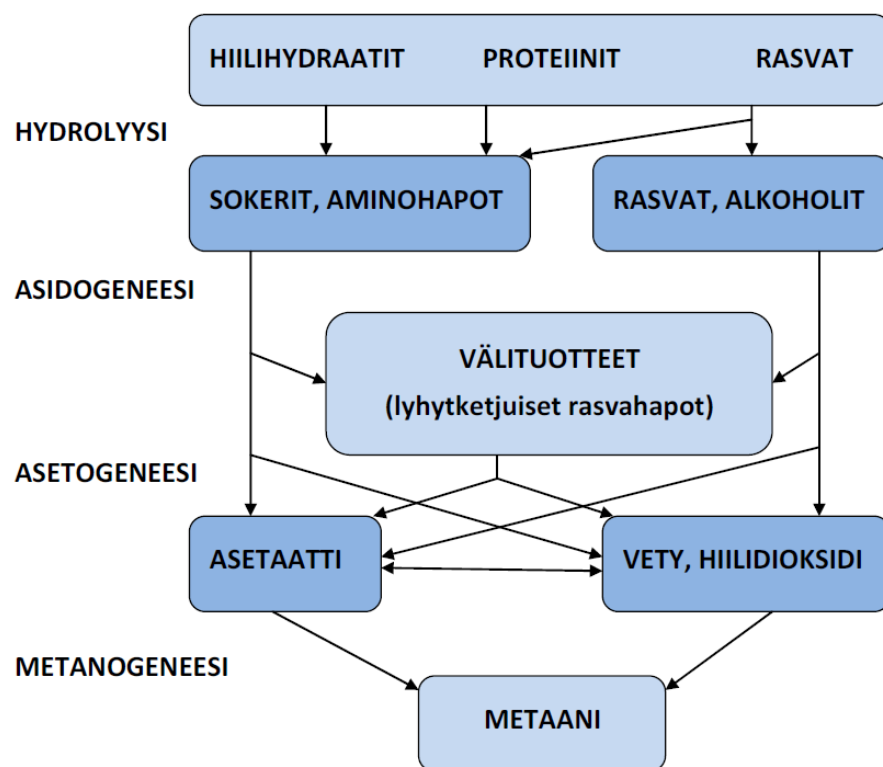 HIILIHYDRAATIT PROTEIINIT RASVAT
HYDROLYYSI
SOKERIT, AMINOHAPOT RASVAT, ALKOHOLIT
ASIDOGENEESI
VÄLITUOTTEET
(lyhytketjuiset rasvahapot)
ASETOGENEESI
ASETAATTI VETY, HIILIDIOKSIDI
METANOGENEESI
METAANI